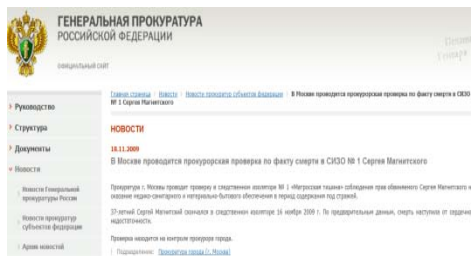 ГЕНЕРАЛЬНАЯ ПРОКУРАТУРА
РОССИЙСКОЙ ФЕДЕРАЦИИ
ОФИЦИАЛЬНЫЙ САЙТ
Главная страница / Новости / Новости прокуратур субъектов федерации / В Москве проводится прокурорская проверка по факту смерти в СИЗО
№ 1 Сергея Магнитского
Руководство
Структура
Документы
Новости
Новости Генеральной
прокуратуры России
Новости прокуратур
субъектов федерации
Архив новостей
НОВОСТИ
18.11.2009
В Москве проводится прокурорская проверка по факту смерти в СИЗО № 1 Сергея Магнитского
Прокуратура г. Москвы проводит проверку в следственном изоляторе № 1 «Матросская тишина» соблюдения прав обвиняемого Сергея Магнитского н
оказание медико-санитарного и материально-бытового обеспечения в период содержания под стражей.
37-летний Сергей Магнитский скончался в следственном изоляторе 16 ноября 2009 г. По предварительным данным, смерть наступила от сердечно
недостаточности.
Проверка находится на контроле прокурора города.
Подразделение: Прокуратура города (г. Москва)